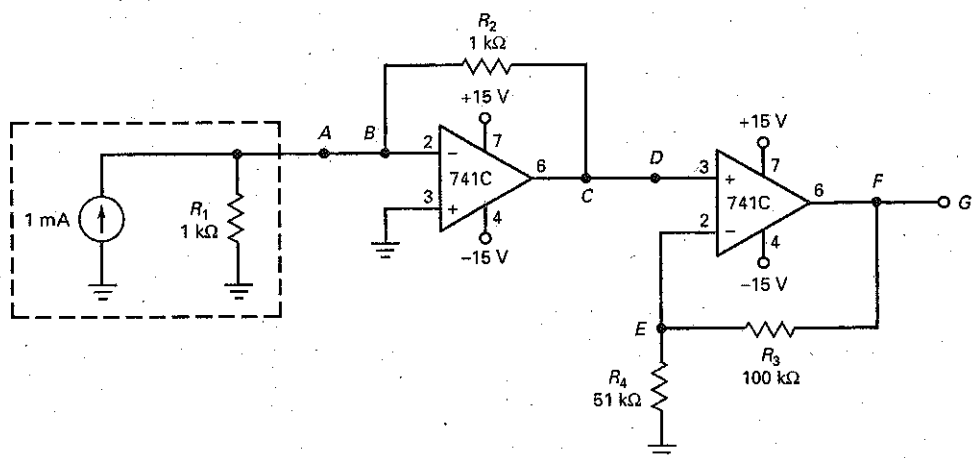 R2
1 kΩ
+15 V
A
B
2
−
7
741C
6
3
+
4
−15 V
C
D
1 mA
R1
1 kΩ
+15 V
3
+
7
741C
6
2
−
4
−15 V
F
G
E
R3
100 kΩ
R4
51 kΩ